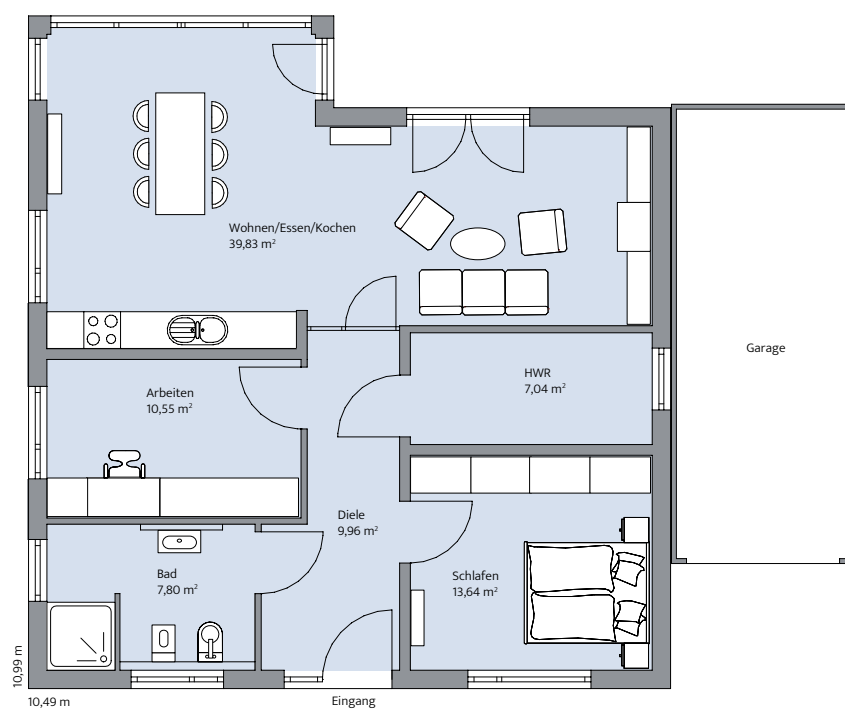 Wohnen/Essen/Kochen
39,83 m²
Garage
HWR
7,04 m²
Arbeiten
10,55 m²
Diele
9,96 m²
Bad
7,80 m²
Schlafen
13,64 m²
10,99 m
10,49 m
Eingang